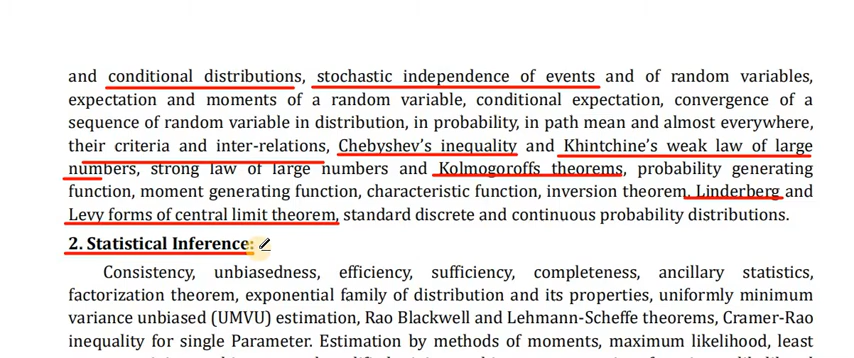 and conditional distributions, stochastic independence of events and of random variables,
expectation and moments of a random variable, conditional expectation, convergence of a
sequence of random variable in distribution, in probability, in path mean and almost everywhere,
their criteria and inter-relations, Chebyshev's inequality and Khintchine's weak law of large
numbers, strong law of large numbers and Kolmogoroffs theorems, probability generating
function, moment generating function, characteristic function, inversion theorem, Linderberg and
Levy forms of central limit theorem, standard discrete and continuous probability distributions.
2. Statistical Inference:
Consistency, unbiasedness, efficiency, sufficiency, completeness, ancillary statistics,
factorization theorem, exponential family of distribution and its properties, uniformly minimum
variance unbiased (UMVU) estimation, Rao Blackwell and Lehmann-Scheffe theorems, Cramer-Rao
inequality for single Parameter. Estimation by methods of moments, maximum likelihood, least